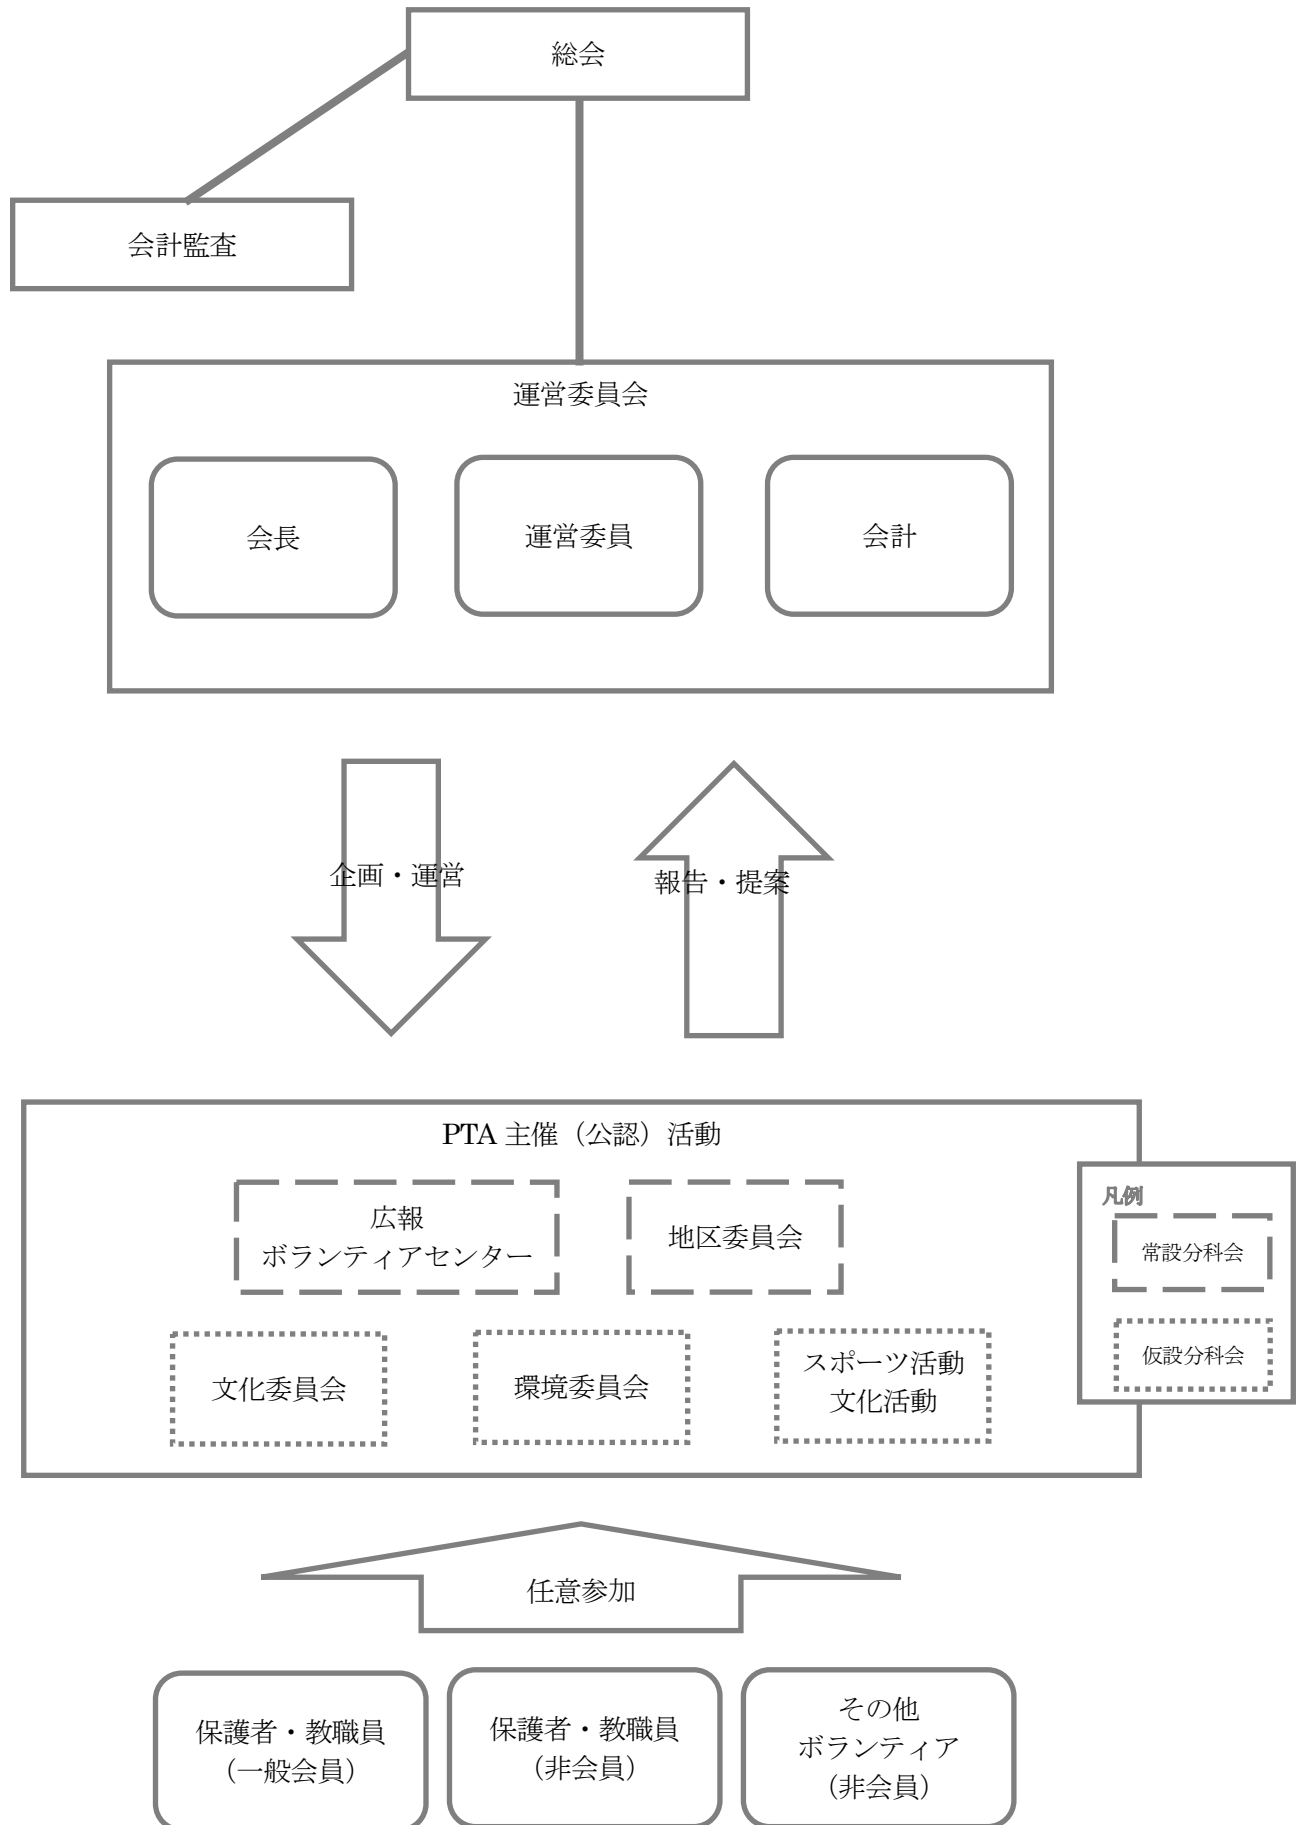 総会
会計監査
運営委員会
会長
運営委員
会計
企画・運営
報告・提案
PTA 主催（公認）活動
広報
ボランティアセンター
地区委員会
凡例
常設分科会
仮設分科会
文化委員会
環境委員会
スポーツ活動
文化活動
任意参加
保護者・教職員
（一般会員）
保護者・教職員
（非会員）
その他
ボランティア
（非会員）